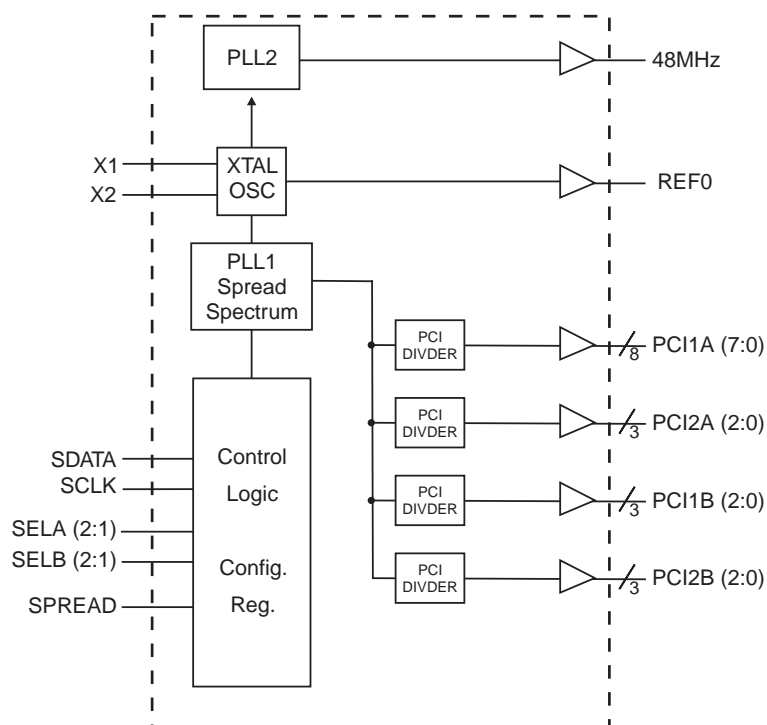 PLL2
48MHz
X1
X2
XTAL
OSC
REF0
PLL1
Spread
Spectrum
PCI
DIVDER
8
PCI1A (7:0)
PCI
DIVDER
3
PCI2A (2:0)
SDATA
SCLK
SELA (2:1)
SELB (2:1)
SPREAD
Control
Logic
Config.
Reg.
PCI
DIVDER
3
PCI1B (2:0)
PCI
DIVDER
3
PCI2B (2:0)